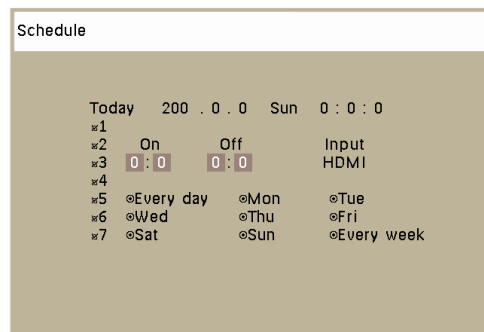 Schedule
Today 200 . 0 . 0 Sun 0 : 0 : 0
1
2 On Off Input
3 0 : 0 0 : 0 HDMI
4
5 Every day Mon Tue
6 Wed Thu Fri
7 Sat Sun Every week